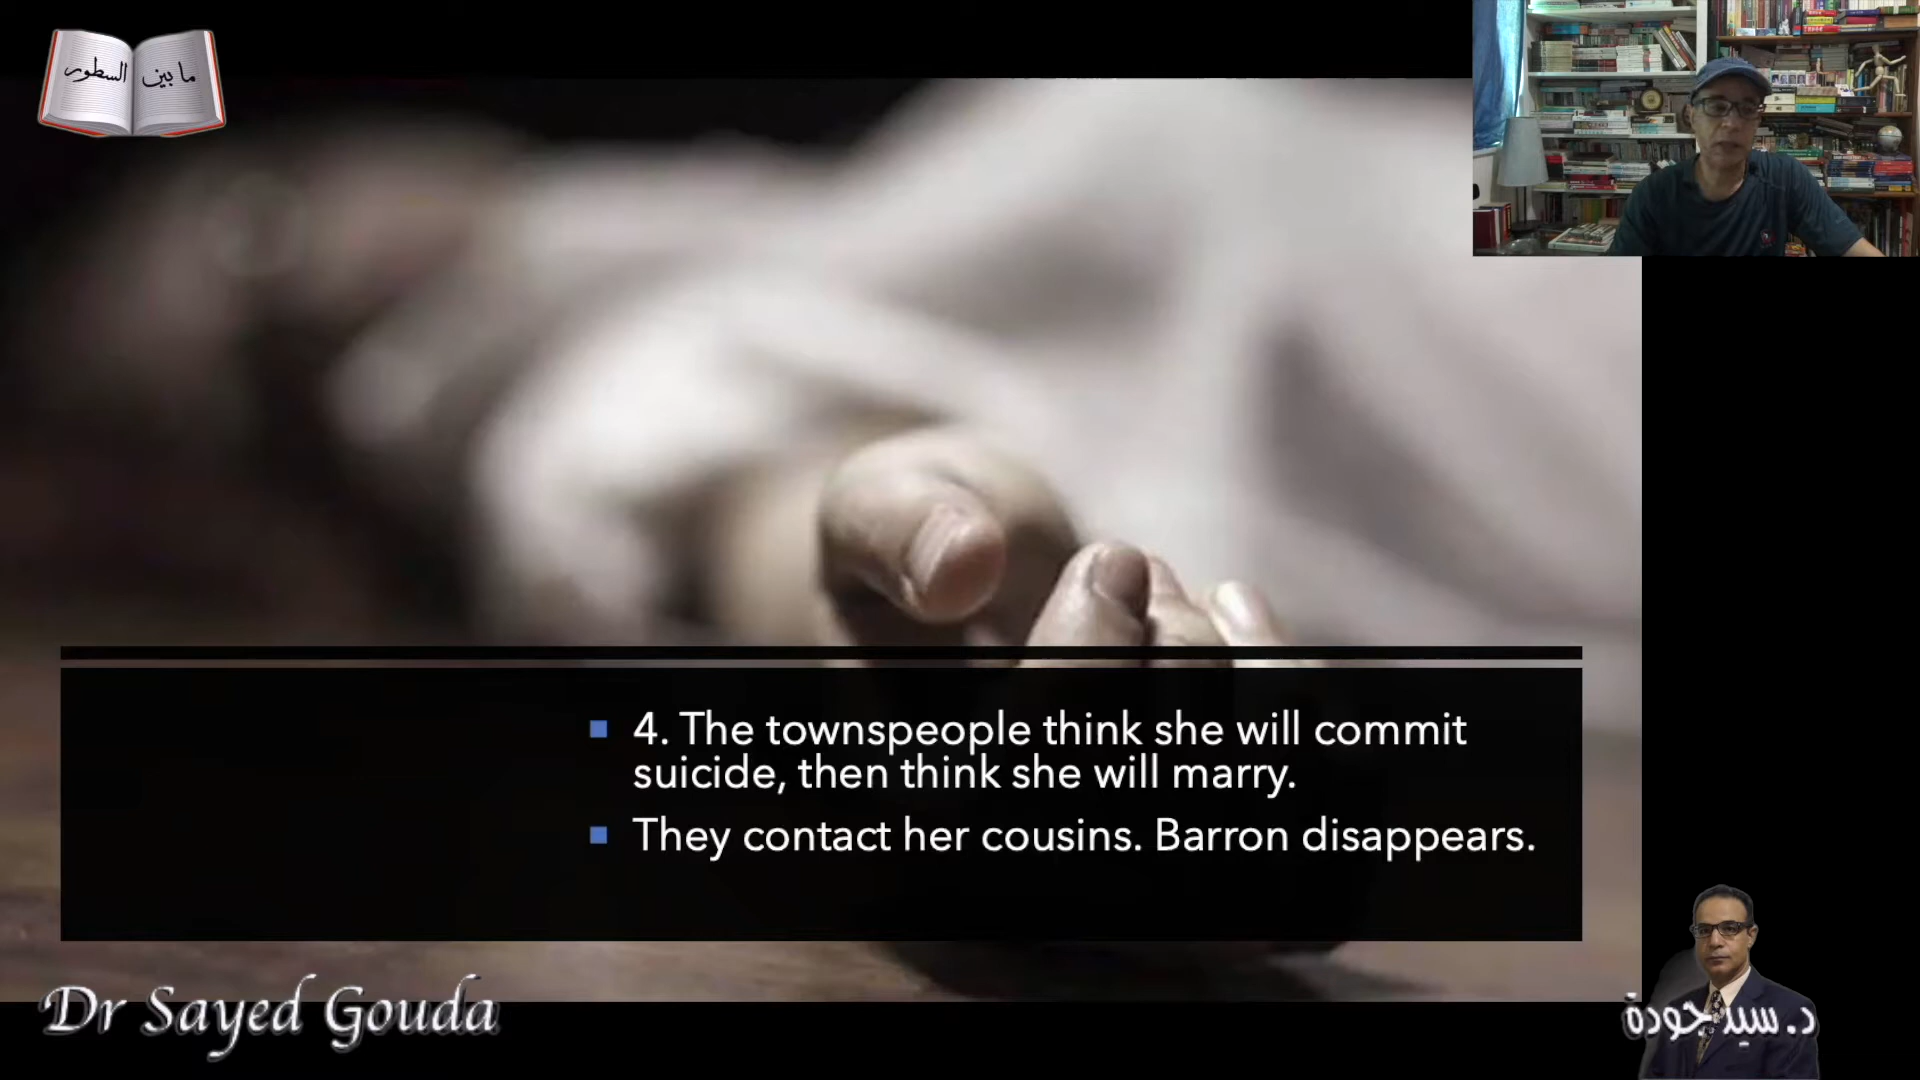 ما بين السطور
4. The townspeople think she will commit
suicide, then think she will marry.
They contact her cousins. Barron disappears.
Dr Sayed Gouda
د. سيد جودة